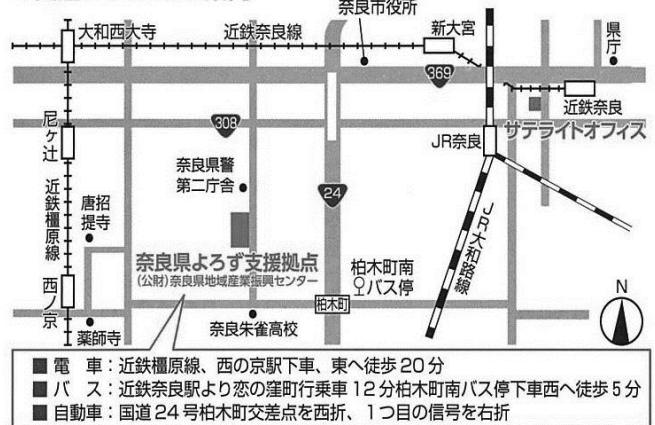 奈良市役所
大和西大寺
近鉄奈良線
新大宮
県庁
369
近鉄奈良
サテライトオフィス
尼ヶ辻
308
JR奈良
奈良県警
第二庁舎
24
近鉄橿原線
唐招
提寺
JR大和路線
奈良県よろず支援拠点
(公財)奈良県地域産業振興センター
柏木町南
バス停
西ノ京
柏木町
N
薬師寺
奈良朱雀高校
■ 電 車：近鉄橿原線、西の京駅下車、東へ徒歩20分
■ バ ス：近鉄奈良駅より恋の窪町行乗車12分柏木町南バス停下車西へ徒歩5分
■ 自動車：国道24号柏木町交差点を西折、1つ目の信号を右折